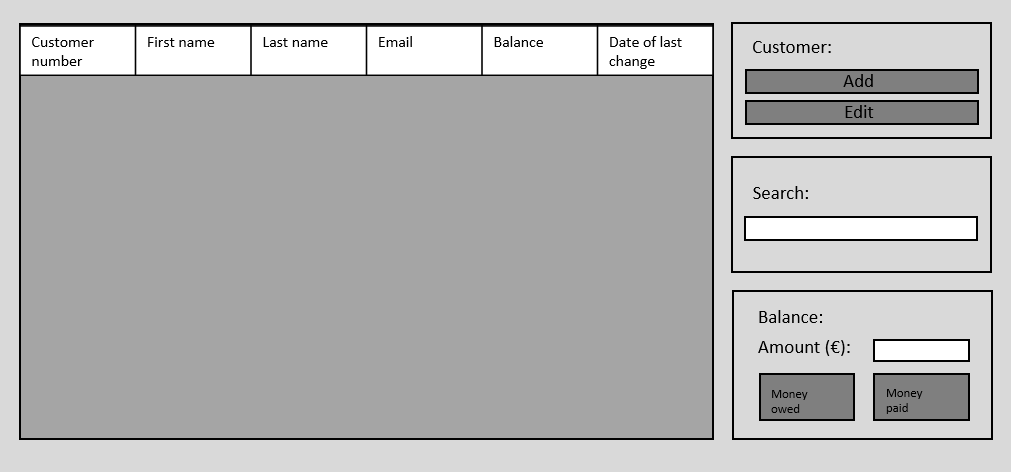 Customer number
First name
Last name
Email
Balance
Date of last change
Customer:
Add
Edit
Search:
Balance:
Amount (€):
Money owed
Money paid